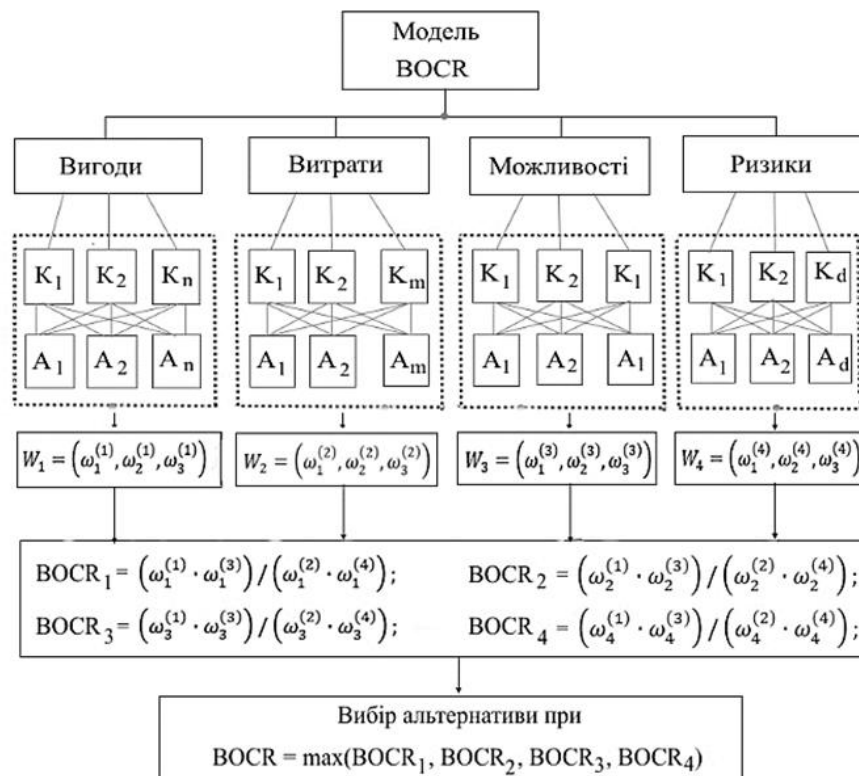 Модель
BOCR
Вигоди Витрати Можливості Ризики
K₁ K₂ Kₙ K₁ K₂ Kₘ K₁ K₂ K₁ K₁ K₂ K_d
A₁ A₂ Aₙ A₁ A₂ Aₘ A₁ A₂ A₁ A₁ A₂ A_d
W₁ = (ω₁⁽¹⁾, ω₂⁽¹⁾, ω₃⁽¹⁾) W₂ = (ω₁⁽²⁾, ω₂⁽²⁾, ω₃⁽²⁾) W₃ = (ω₁⁽³⁾, ω₂⁽³⁾, ω₃⁽³⁾) W₄ = (ω₁⁽⁴⁾, ω₂⁽⁴⁾, ω₃⁽⁴⁾)
BOCR₁ = (ω₁⁽¹⁾ · ω₁⁽³⁾) / (ω₁⁽²⁾ · ω₁⁽⁴⁾); BOCR₂ = (ω₂⁽¹⁾ · ω₂⁽³⁾) / (ω₂⁽²⁾ · ω₂⁽⁴⁾);
BOCR₃ = (ω₃⁽¹⁾ · ω₃⁽³⁾) / (ω₃⁽²⁾ · ω₃⁽⁴⁾); BOCR₄ = (ω₄⁽¹⁾ · ω₄⁽³⁾) / (ω₄⁽²⁾ · ω₄⁽⁴⁾);
Вибір альтернативи при
BOCR = max(BOCR₁, BOCR₂, BOCR₃, BOCR₄)